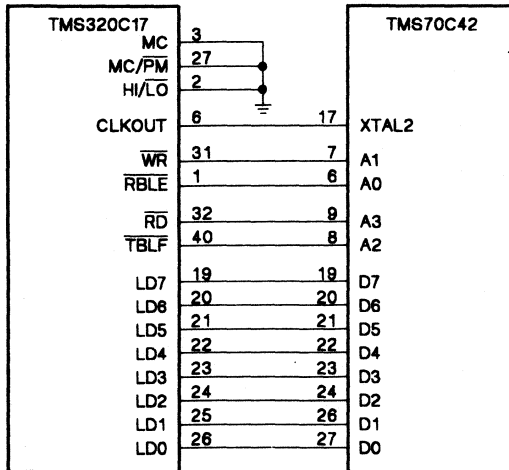 TMS320C17 TMS70C42
MC 3
MC/PM 27
HI/LO 2
CLKOUT 6 17 XTAL2
WR 31 7 A1
RBLE 1 6 A0
RD 32 9 A3
TBLF 40 8 A2
LD7 19 19 D7
LD6 20 20 D6
LD5 21 21 D5
LD4 22 22 D4
LD3 23 23 D3
LD2 24 24 D2
LD1 25 26 D1
LD0 26 27 D0